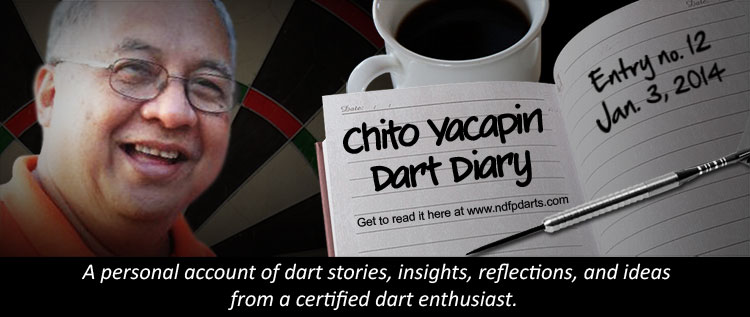 Chito Yacapin
Dart Diary
Get to read it here at www.ndfpdarts.com
Entry no. 12
Jan. 3, 2014
A personal account of dart stories, insights, reflections, and ideas
from a certified dart enthusiast.